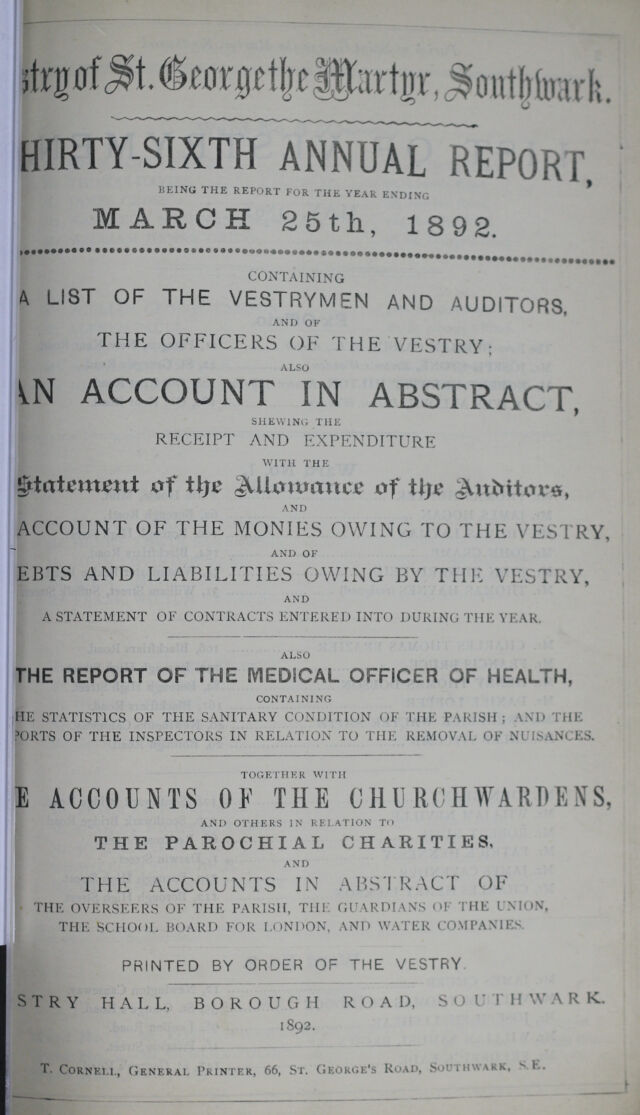 stry of St. George the Martyr, Southwark.
HIRTY-SIXTH ANNUAL REPORT,
BEING THE REPORT FOR THE YEAR ENDING
MARCH 25th, 1892.
CONTAINING
A LIST OF THE VESTRYMEN AND AUDITORS,
AND OF
THE OFFICERS OF THE VESTRY;
ALSO
AN ACCOUNT IN ABSTRACT,
SHEWING THE
RECEIPT AND EXPENDITURE
WITH THE
Statement of the Allowance of the Auditors,
AND
ACCOUNT OF THE MONIES OWING TO THE VESTRY,
AND OF
EBTS AND LIABILITIES OWING BY THE VESTRY,
AND
A STATEMENT OF CONTRACTS ENTERED INTO DURING THE YEAR.
ALSO
THE REPORT OF THE MEDICAL OFFICER OF HEALTH,
CONTAINING
HE STATISTICS OF THE SANITARY CONDITION OF THE PARISH; AND THE
PORTS OF THE INSPECTORS IN RELATION TO THE REMOVAL OF NUISANCES.
TOGETHER WITH
E ACCOUNTS OF THE CHURCHWARDENS,
AND OTHERS IN RELATION TO
THE PAROCHIAL CHARITIES,
AND
THE ACCOUNTS IN ABSTRACT OF
THE OVERSEERS OF THE PARISH, THE GUARDIANS OF THE UNION,
THE SCHOOL BOARD FOR LONDON, AND WATER COMPANIES.
PRINTED BY ORDER OF THE VESTRY.
STRY HALL, BOROUGH ROAD, SOUTHWARK.
1892.
T. CORNELL, GENERAL PRINTER, 66, ST. GEORGE'S ROAD, SOUTHWARK, S.E.